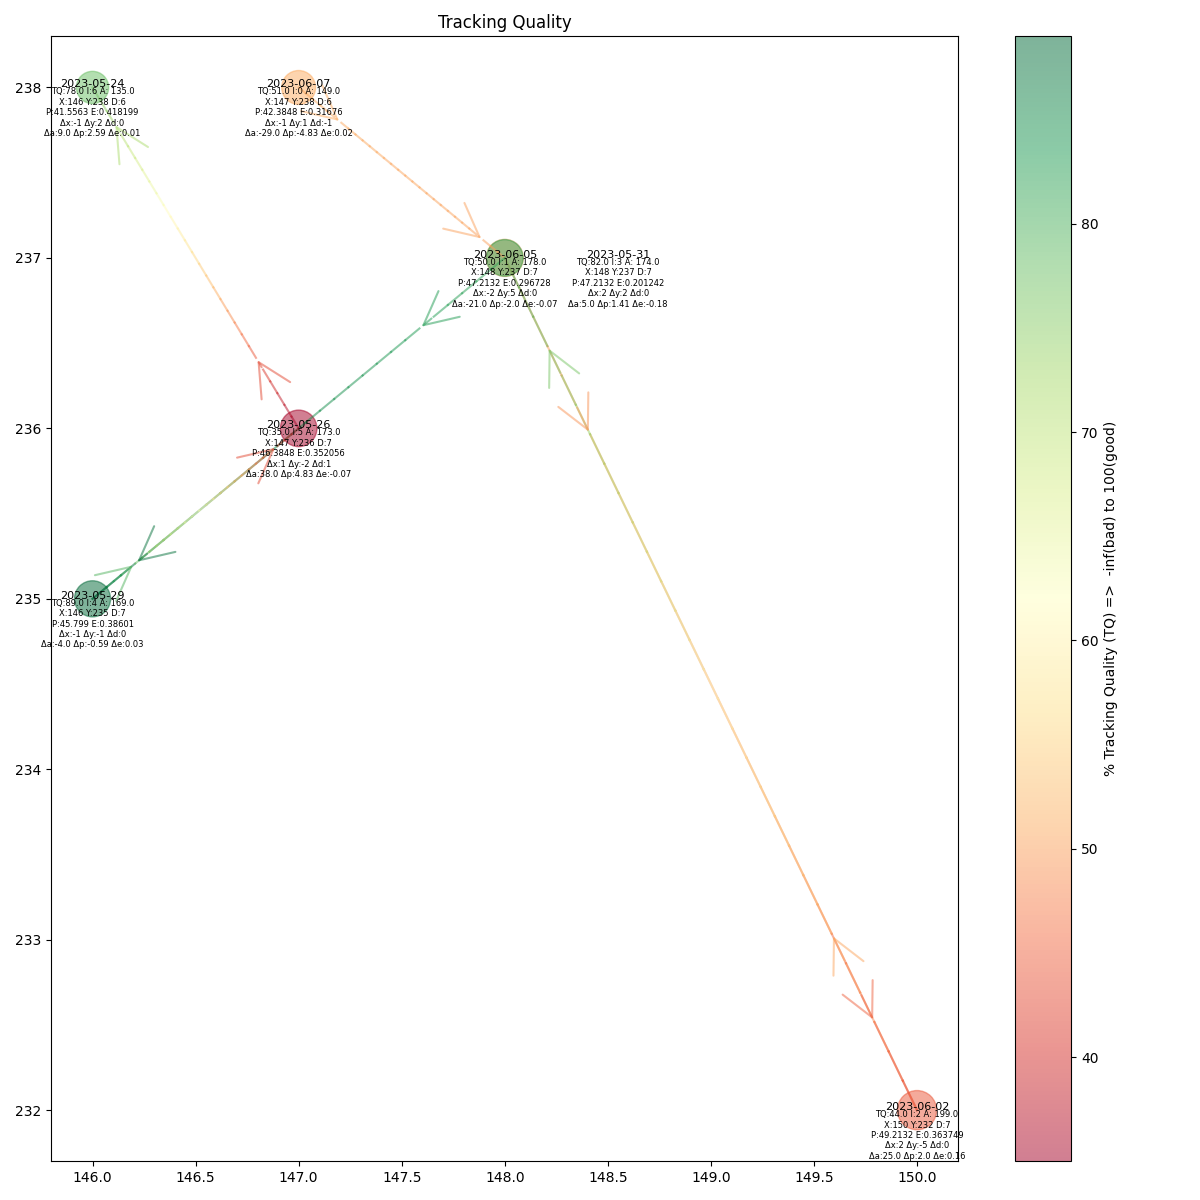 Tracking Quality
238
237
236
235
234
233
232
2023-05-24
TQ:78.0 I:6 A: 135.0
X:146 Y:238 D:6
P:41.5563 E:0.418199
Δx:-1 Δy:2 Δd:0
Δa:9.0 Δp:2.59 Δe:0.01
2023-06-07
TQ:51.0 I:0 A: 149.0
X:147 Y:238 D:6
P:42.3848 E:0.31676
Δx:-1 Δy:1 Δd:-1
Δa:-29.0 Δp:-4.83 Δe:0.02
2023-06-05
TQ:50.0 I:1 A: 178.0
X:148 Y:237 D:7
P:47.2132 E:0.296728
Δx:-2 Δy:5 Δd:0
Δa:-21.0 Δp:-2.0 Δe:-0.07
2023-05-31
TQ:82.0 I:3 A: 174.0
X:148 Y:237 D:7
P:47.2132 E:0.201242
Δx:2 Δy:2 Δd:0
Δa:5.0 Δp:1.41 Δe:-0.18
2023-05-26
TQ:35.0 I:5 A: 173.0
X:147 Y:236 D:7
P:46.3848 E:0.352056
Δx:1 Δy:-2 Δd:1
Δa:38.0 Δp:4.83 Δe:-0.07
2023-05-29
TQ:89.0 I:4 A: 169.0
X:146 Y:235 D:7
P:45.799 E:0.38601
Δx:-1 Δy:-1 Δd:0
Δa:-4.0 Δp:-0.59 Δe:0.03
2023-06-02
TQ:44.0 I:2 A: 199.0
X:150 Y:232 D:7
P:49.2132 E:0.363749
Δx:2 Δy:-5 Δd:0
Δa:25.0 Δp:2.0 Δe:0.16
146.0 146.5 147.0 147.5 148.0 148.5 149.0 149.5 150.0
80
70
60
50
40
% Tracking Quality (TQ) =>  -inf(bad) to 100(good)